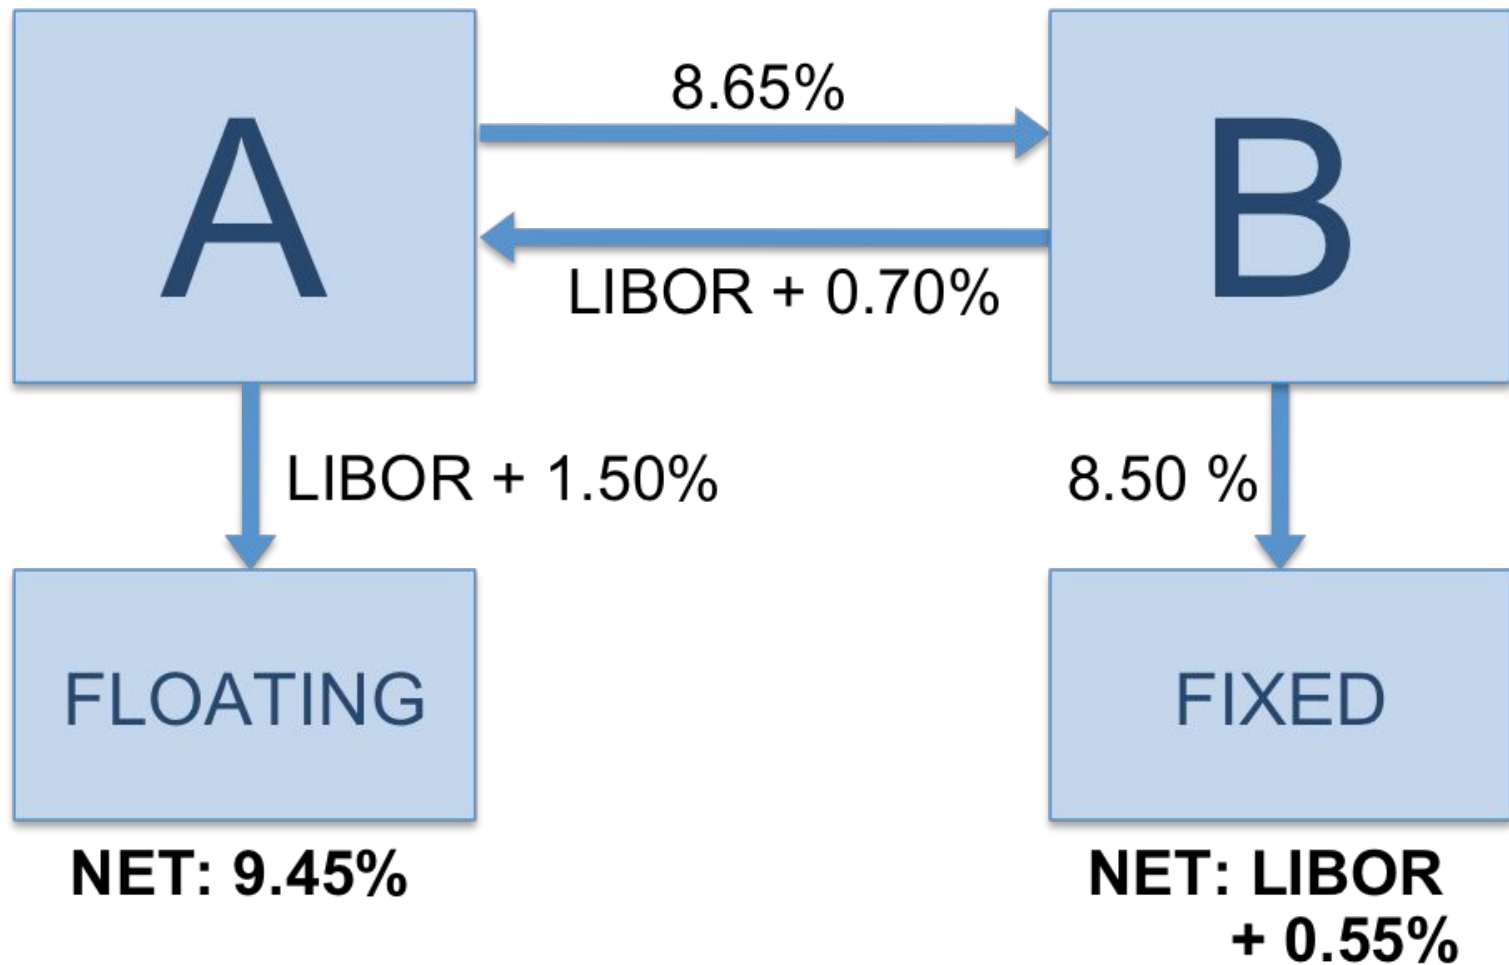 A
8.65%
B
LIBOR + 0.70%
LIBOR + 1.50%
8.50 %
FLOATING
FIXED
NET: 9.45%
NET: LIBOR
+ 0.55%